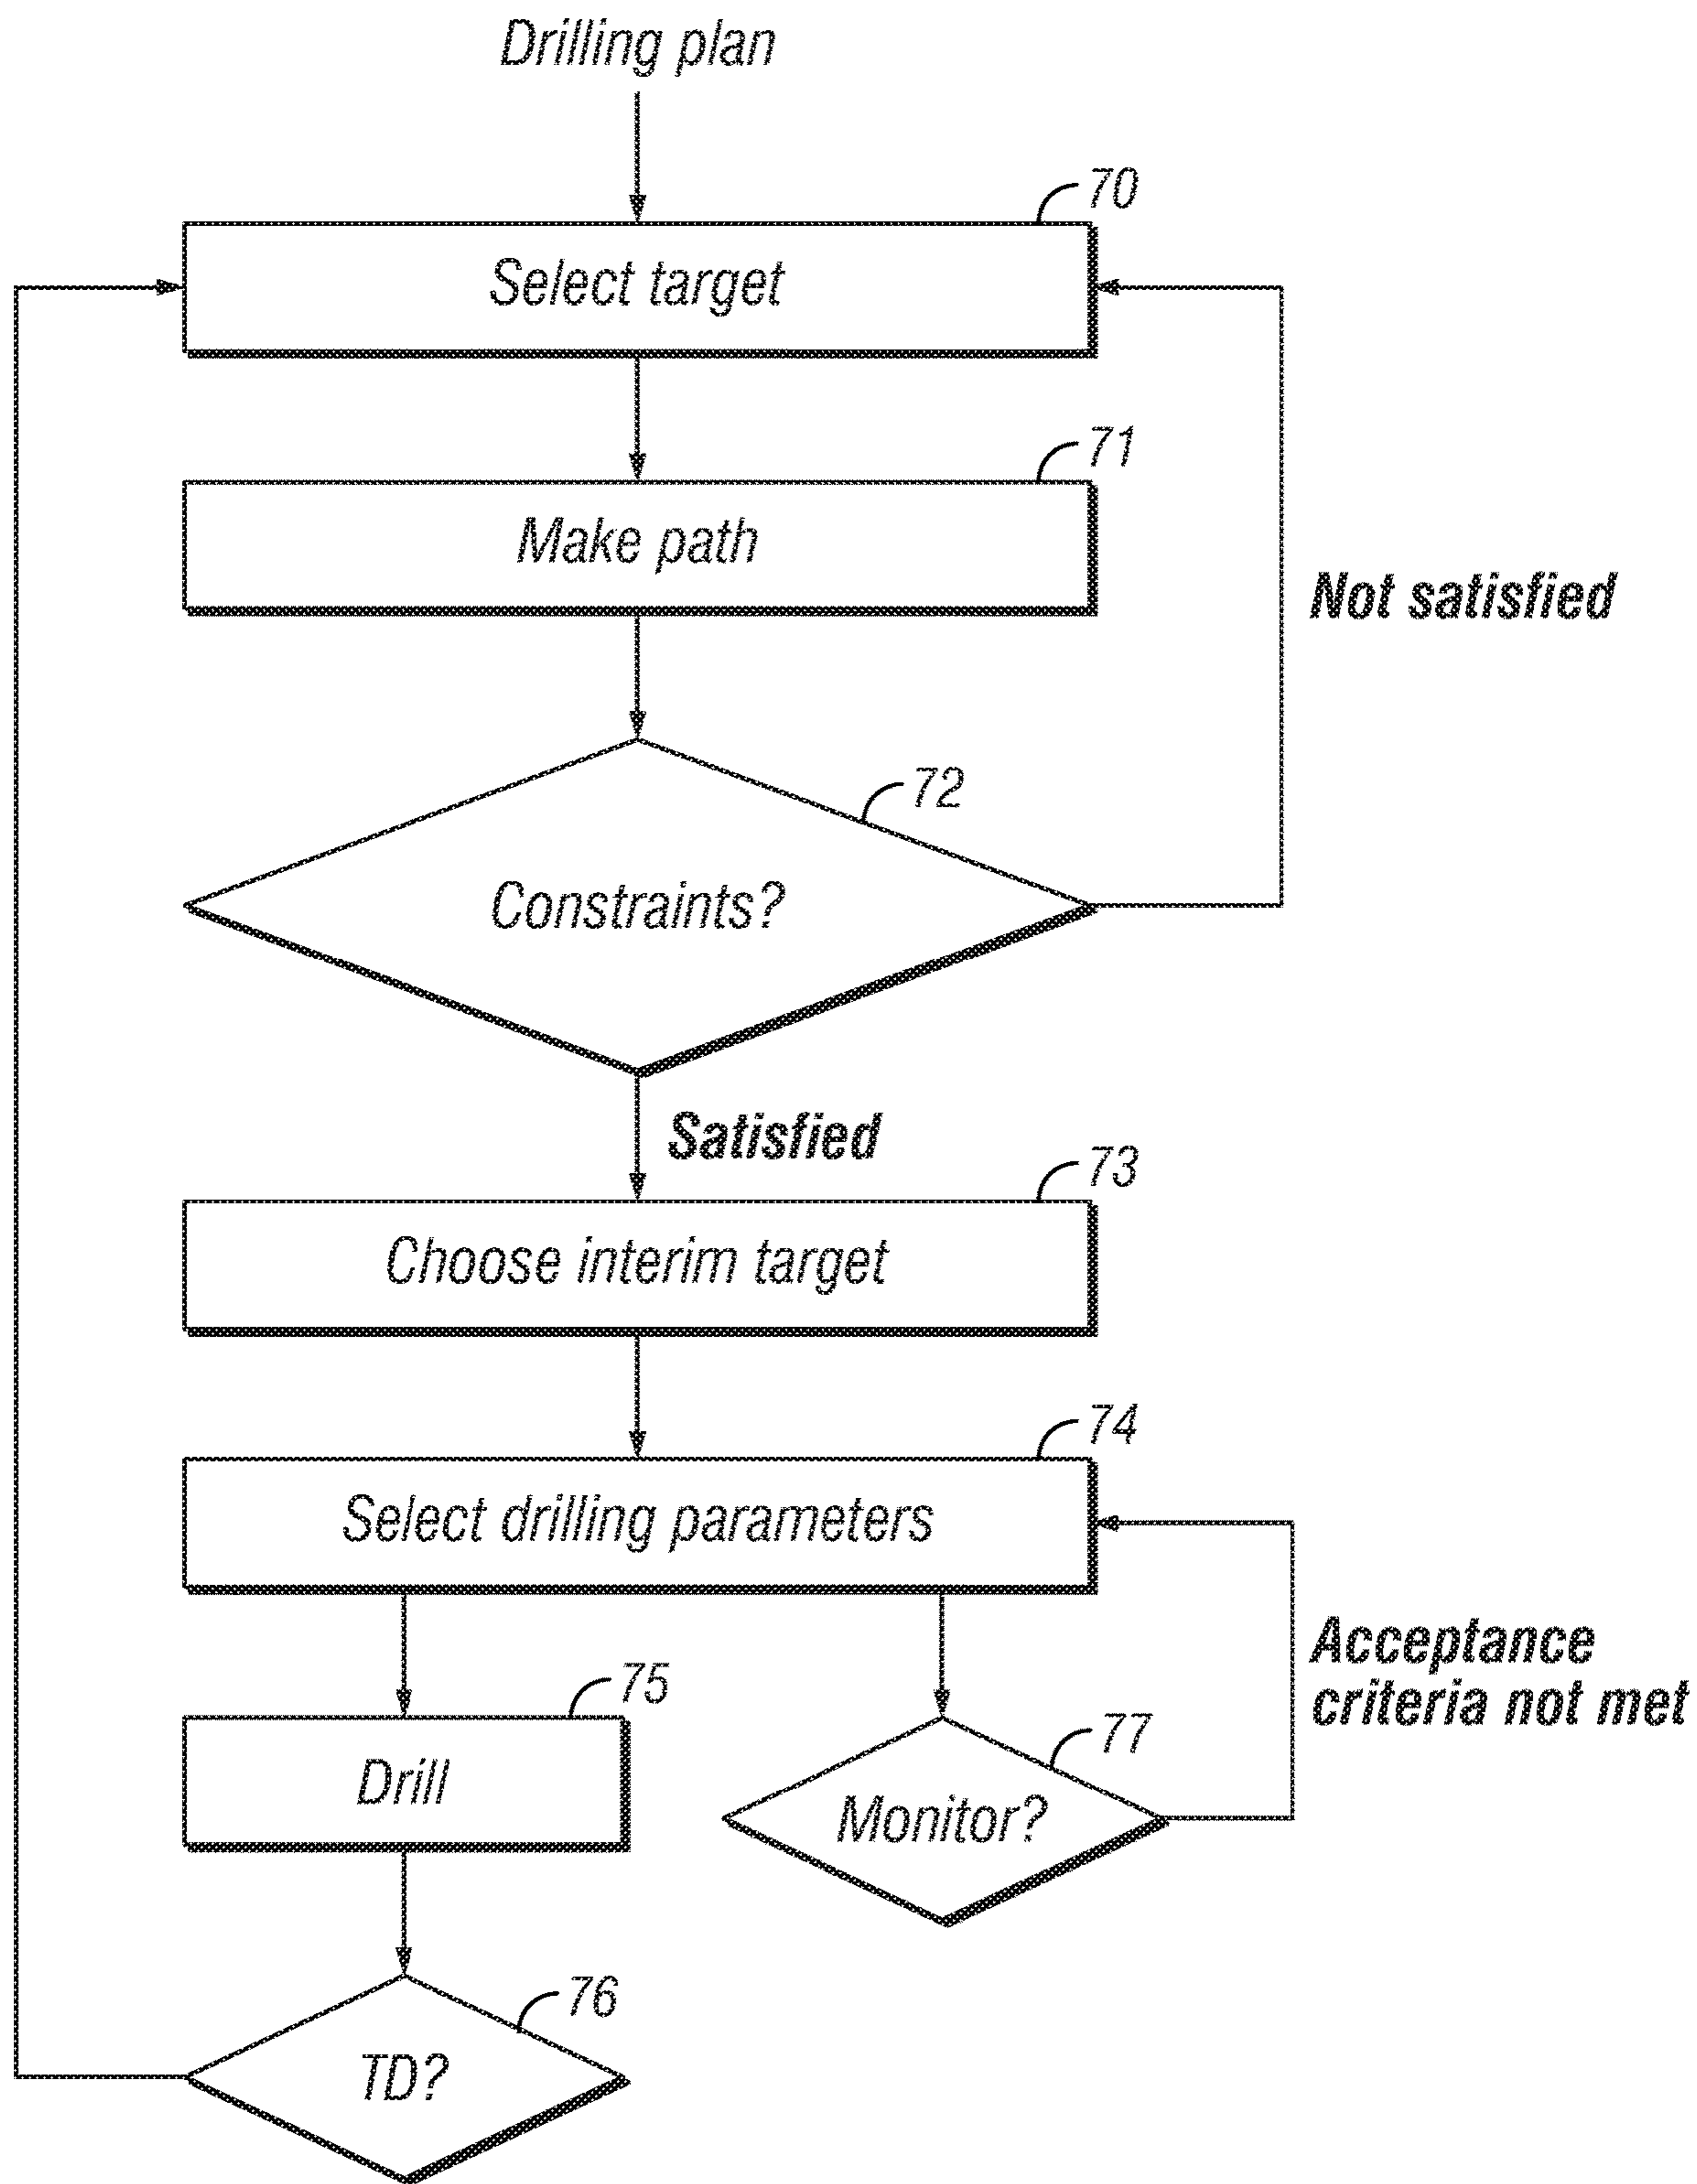 Drilling plan
70
Select target
71
Make path
Not satisfied
72
Constraints?
Satisfied
73
Choose interim target
74
Select drilling parameters
Acceptance
criteria not met
75
Drill
77
Monitor?
76
TD?